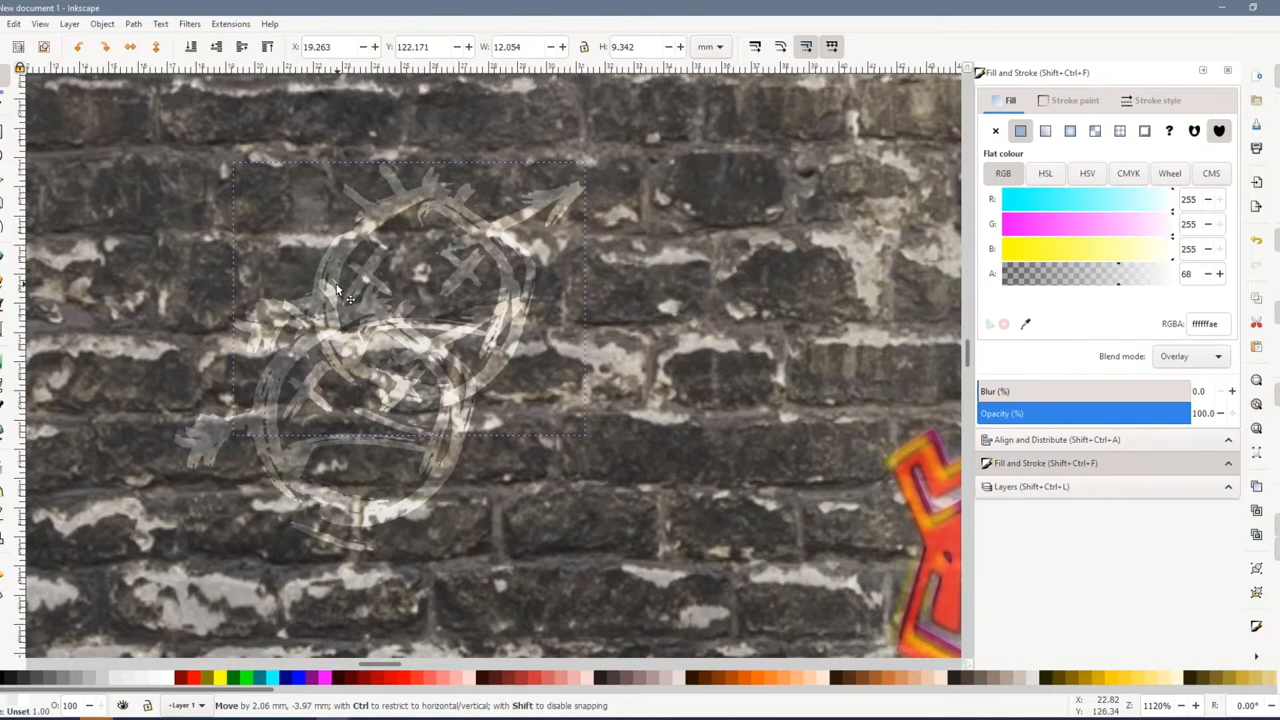 New document 1 - Inkscape
Edit View Layer Object Path Text Filters Extensions Help
X: 19.263 Y: 122.171 W: 12.054 H: 9.342 mm
Fill and Stroke (Shift+Ctrl+F)
Fill Stroke paint Stroke style
Flat colour
RGB HSL HSV CMYK Wheel CMS
R: 255
G: 255
B: 255
A: 68
RGBA: ffffffae
Blend mode: Overlay
Blur (%) 0.0
Opacity (%) 100.0
Align and Distribute (Shift+Ctrl+A)
Fill and Stroke (Shift+Ctrl+F)
Layers (Shift+Ctrl+L)
Unset 1.00 O: 100 Layer 1 Move by 2.06 mm, -3.97 mm; with Ctrl to restrict to horizontal/vertical; with Shift to disable snapping
X: 22.82
Y: 126.34
Z: 1120% R: 0.00°